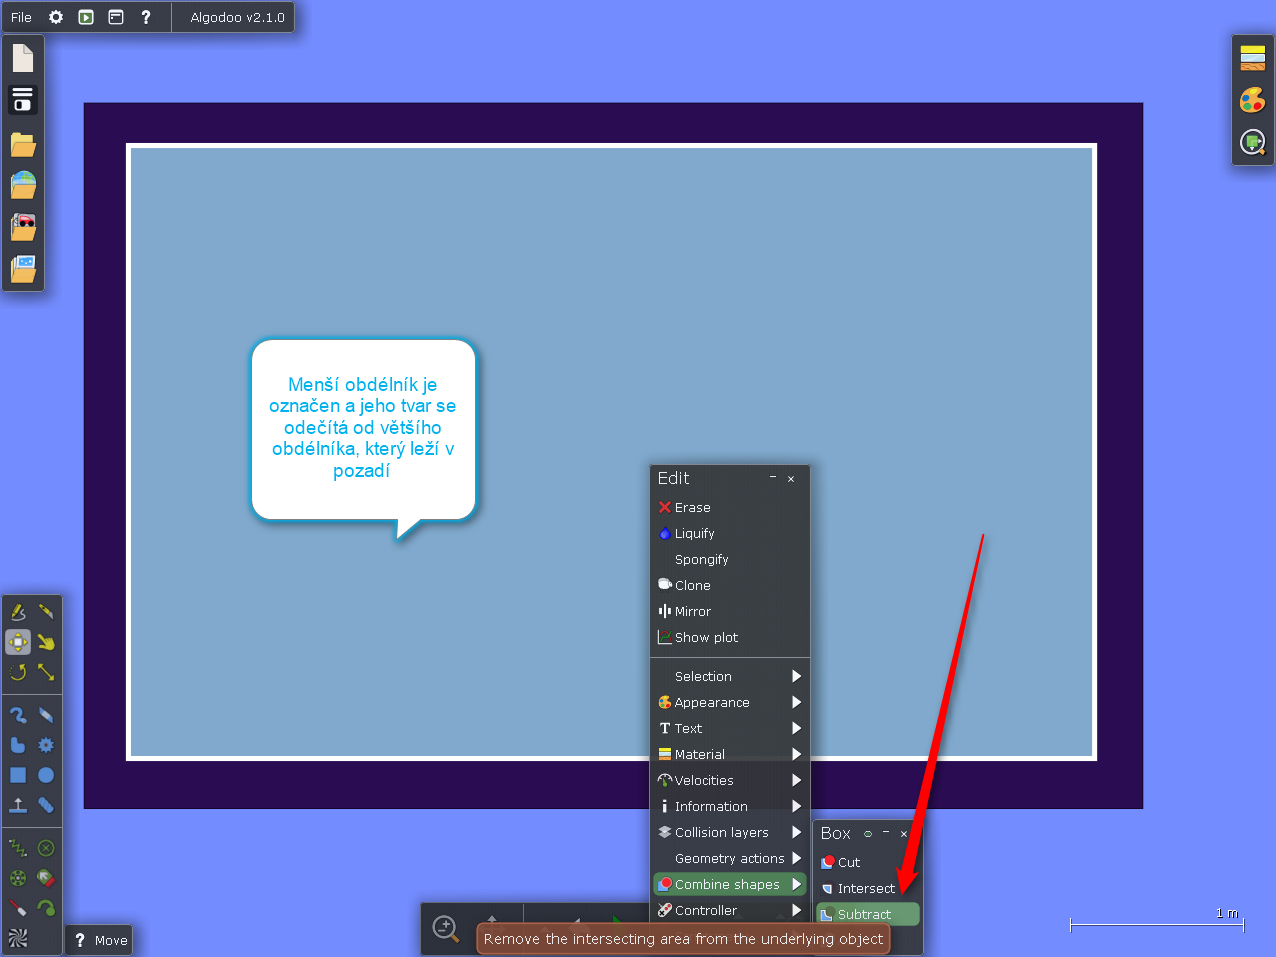 File
?
Algodoo v2.1.0
Menší obdélník je
označen a jeho tvar se
odečítá od většího
obdélníka, který leží v
pozadí
Edit
Erase
Liquify
Spongify
Clone
Mirror
Show plot
Selection
Appearance
T Text
Material
Velocities
Information
Collision layers
Geometry actions
Combine shapes
Controller
Box
Cut
Intersect
Subtract
1 m
? Move
Remove the intersecting area from the underlying object